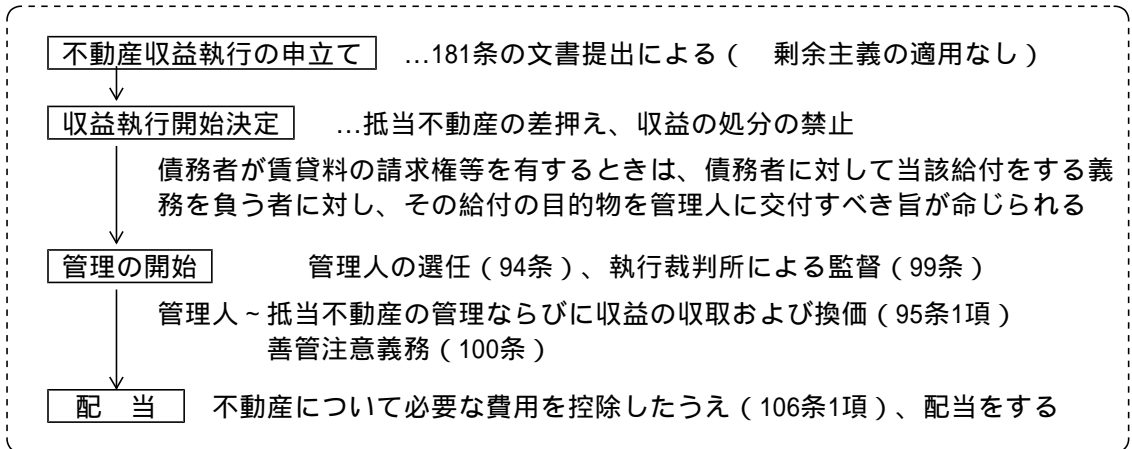 不動産収益執行の申立て …181条の文書提出による（　剰余主義の適用なし）
収益執行開始決定 …抵当不動産の差押え、収益の処分の禁止
債務者が賃貸料の請求権等を有するときは、債務者に対して当該給付をする義
務を負う者に対し、その給付の目的物を管理人に交付すべき旨が命じられる
管理の開始 管理人の選任（94条）、執行裁判所による監督（99条）
管理人～抵当不動産の管理ならびに収益の収取および換価（95条1項）
善管注意義務（100条）
配　当 不動産について必要な費用を控除したうえ（106条1項）、配当をする